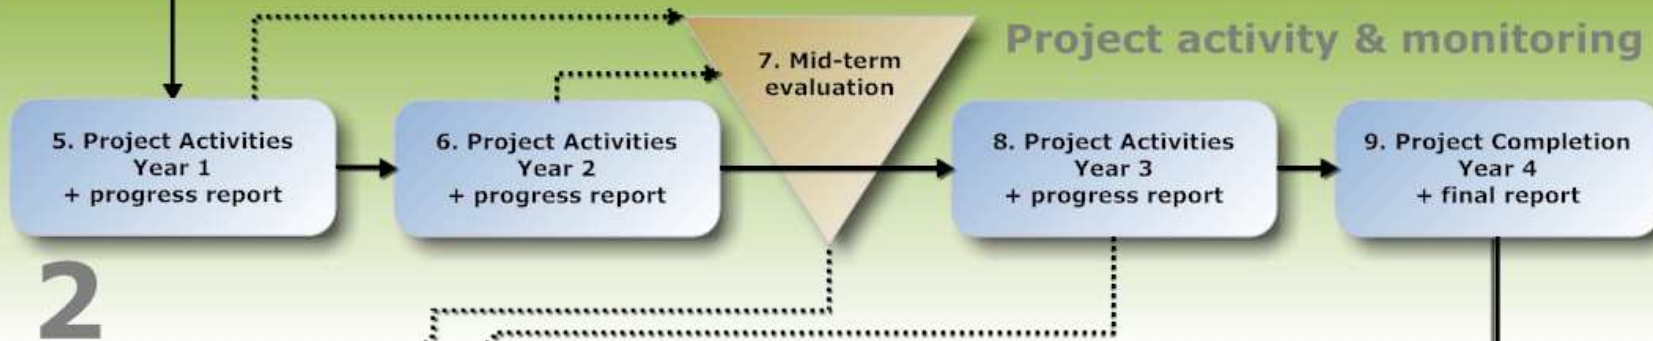 Project activity & monitoring
5. Project Activities
Year 1
+ progress report
6. Project Activities
Year 2
+ progress report
7. Mid-term
evaluation
8. Project Activities
Year 3
+ progress report
9. Project Completion
Year 4
+ final report
2